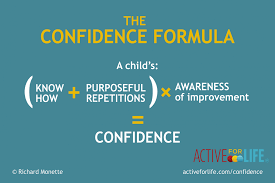 THE
CONFIDENCE FORMULA
A child's:
( KNOW HOW + PURPOSEFUL REPETITIONS ) × AWARENESS of improvement
=
CONFIDENCE
ACTIVE FOR LIFE
© Richard Monette
activeforlife.com/confidence